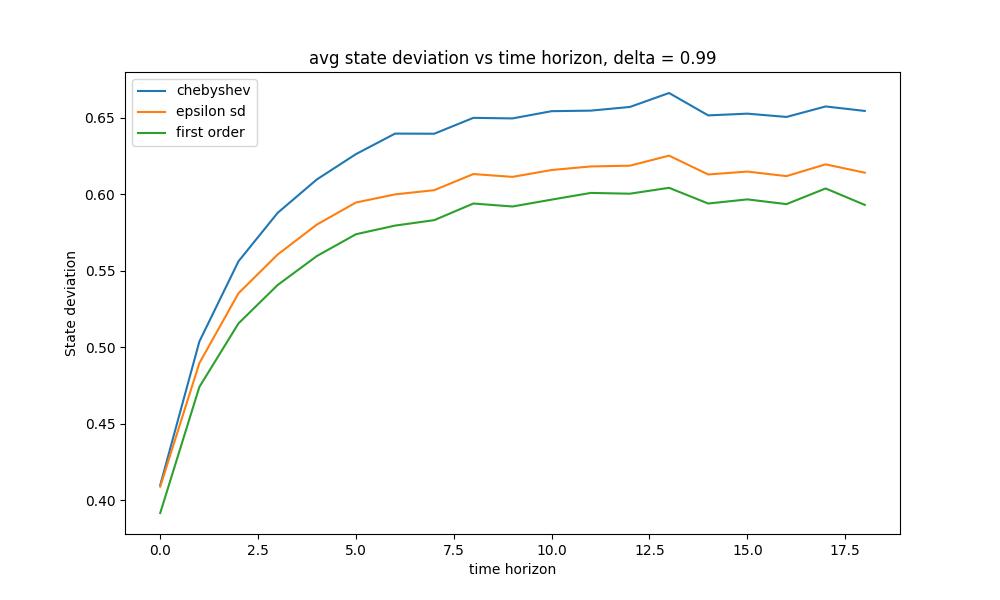 avg state deviation vs time horizon, delta = 0.99
chebyshev
epsilon sd
first order
State deviation
0.65
0.60
0.55
0.50
0.45
0.40
0.0 2.5 5.0 7.5 10.0 12.5 15.0 17.5
time horizon